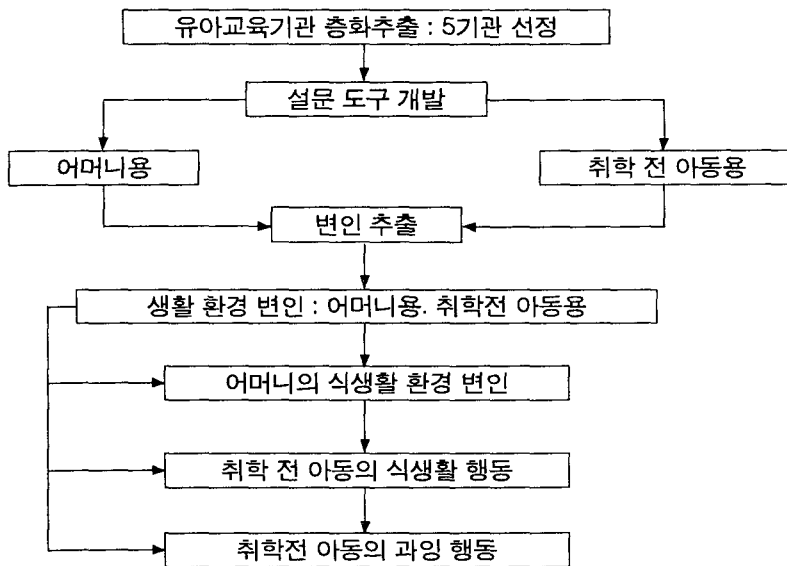 유아교육기관 층화추출 : 5기관 선정
설문 도구 개발
어머니용
취학 전 아동용
변인 추출
생활 환경 변인 : 어머니용. 취학전 아동용
어머니의 식생활 환경 변인
취학 전 아동의 식생활 행동
취학전 아동의 과잉 행동